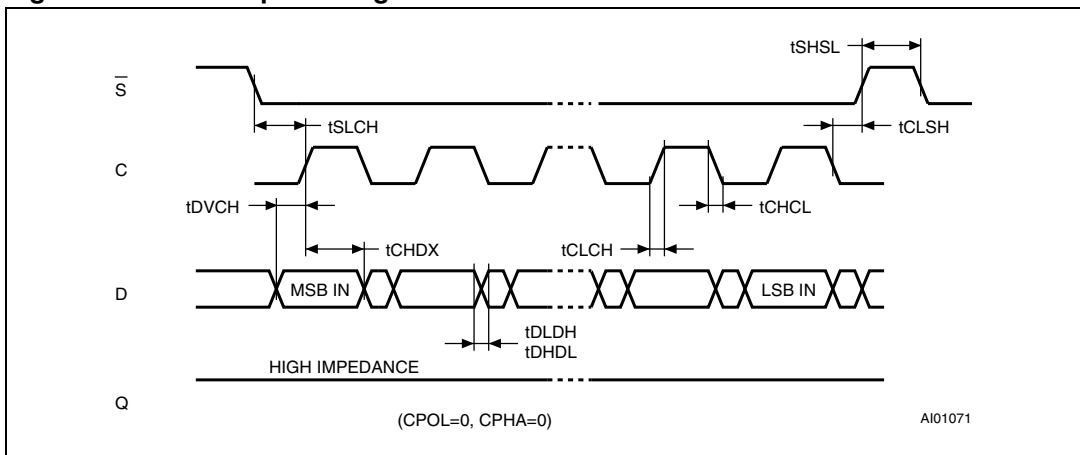 tSHSL
S
tSLCH
tCLSH
C
tDVCH
tCHCL
tCHDX
tCLCH
D
MSB IN
LSB IN
tDLDH
tDHDL
HIGH IMPEDANCE
Q
(CPOL=0, CPHA=0)
AI01071